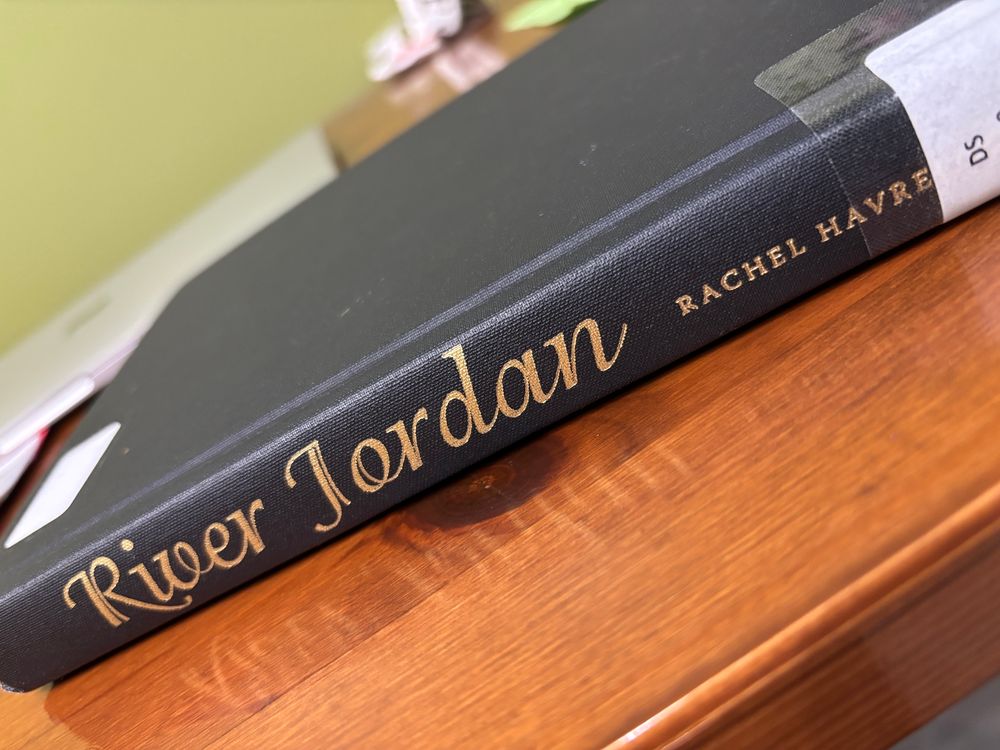 River Jordan
RACHEL HAVRE
DS